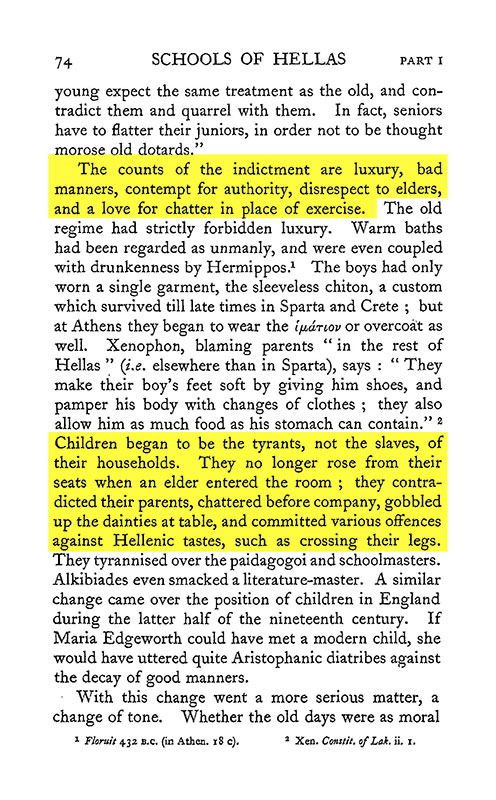 74 SCHOOLS OF HELLAS PART I
young expect the same treatment as the old, and con-
tradict them and quarrel with them. In fact, seniors
have to flatter their juniors, in order not to be thought
morose old dotards.”
The counts of the indictment are luxury, bad
manners, contempt for authority, disrespect to elders,
and a love for chatter in place of exercise. The old
regime had strictly forbidden luxury. Warm baths
had been regarded as unmanly, and were even coupled
with drunkenness by Hermippos.¹ The boys had only
worn a single garment, the sleeveless chiton, a custom
which survived till late times in Sparta and Crete ; but
at Athens they began to wear the ἱμάτιον or overcoat as
well. Xenophon, blaming parents “ in the rest of
Hellas ” (i.e. elsewhere than in Sparta), says : “ They
make their boy’s feet soft by giving him shoes, and
pamper his body with changes of clothes ; they also
allow him as much food as his stomach can contain.” ²
Children began to be the tyrants, not the slaves, of
their households. They no longer rose from their
seats when an elder entered the room ; they contra-
dicted their parents, chattered before company, gobbled
up the dainties at table, and committed various offences
against Hellenic tastes, such as crossing their legs.
They tyrannised over the paidagogoi and schoolmasters.
Alkibiades even smacked a literature-master. A similar
change came over the position of children in England
during the latter half of the nineteenth century. If
Maria Edgeworth could have met a modern child, she
would have uttered quite Aristophanic diatribes against
the decay of good manners.
With this change went a more serious matter, a
change of tone. Whether the old days were as moral
¹ Floruit 432 B.C. (in Athen. 18 c). ² Xen. Constit. of Lak. ii. 1.